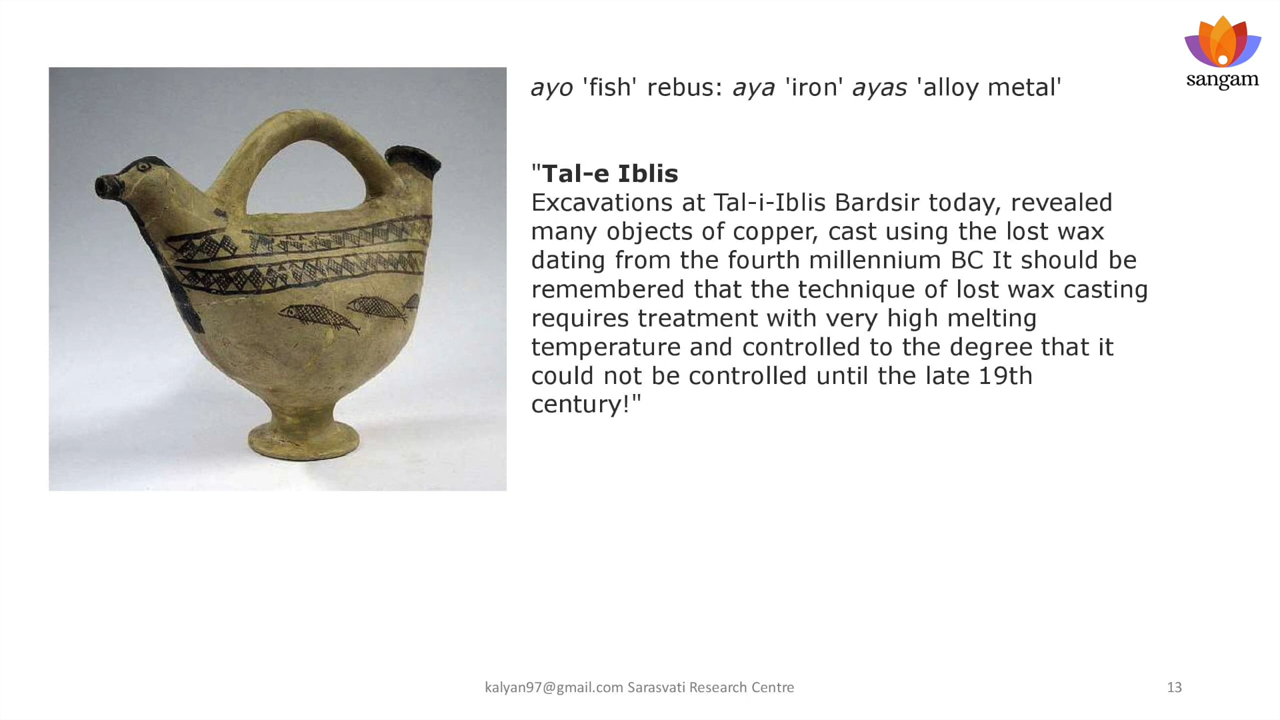 sangam
ayo 'fish' rebus: aya 'iron' ayas 'alloy metal'
"Tal-e Iblis
Excavations at Tal-i-Iblis Bardsir today, revealed
many objects of copper, cast using the lost wax
dating from the fourth millennium BC It should be
remembered that the technique of lost wax casting
requires treatment with very high melting
temperature and controlled to the degree that it
could not be controlled until the late 19th
century!"
kalyan97@gmail.com Sarasvati Research Centre
13